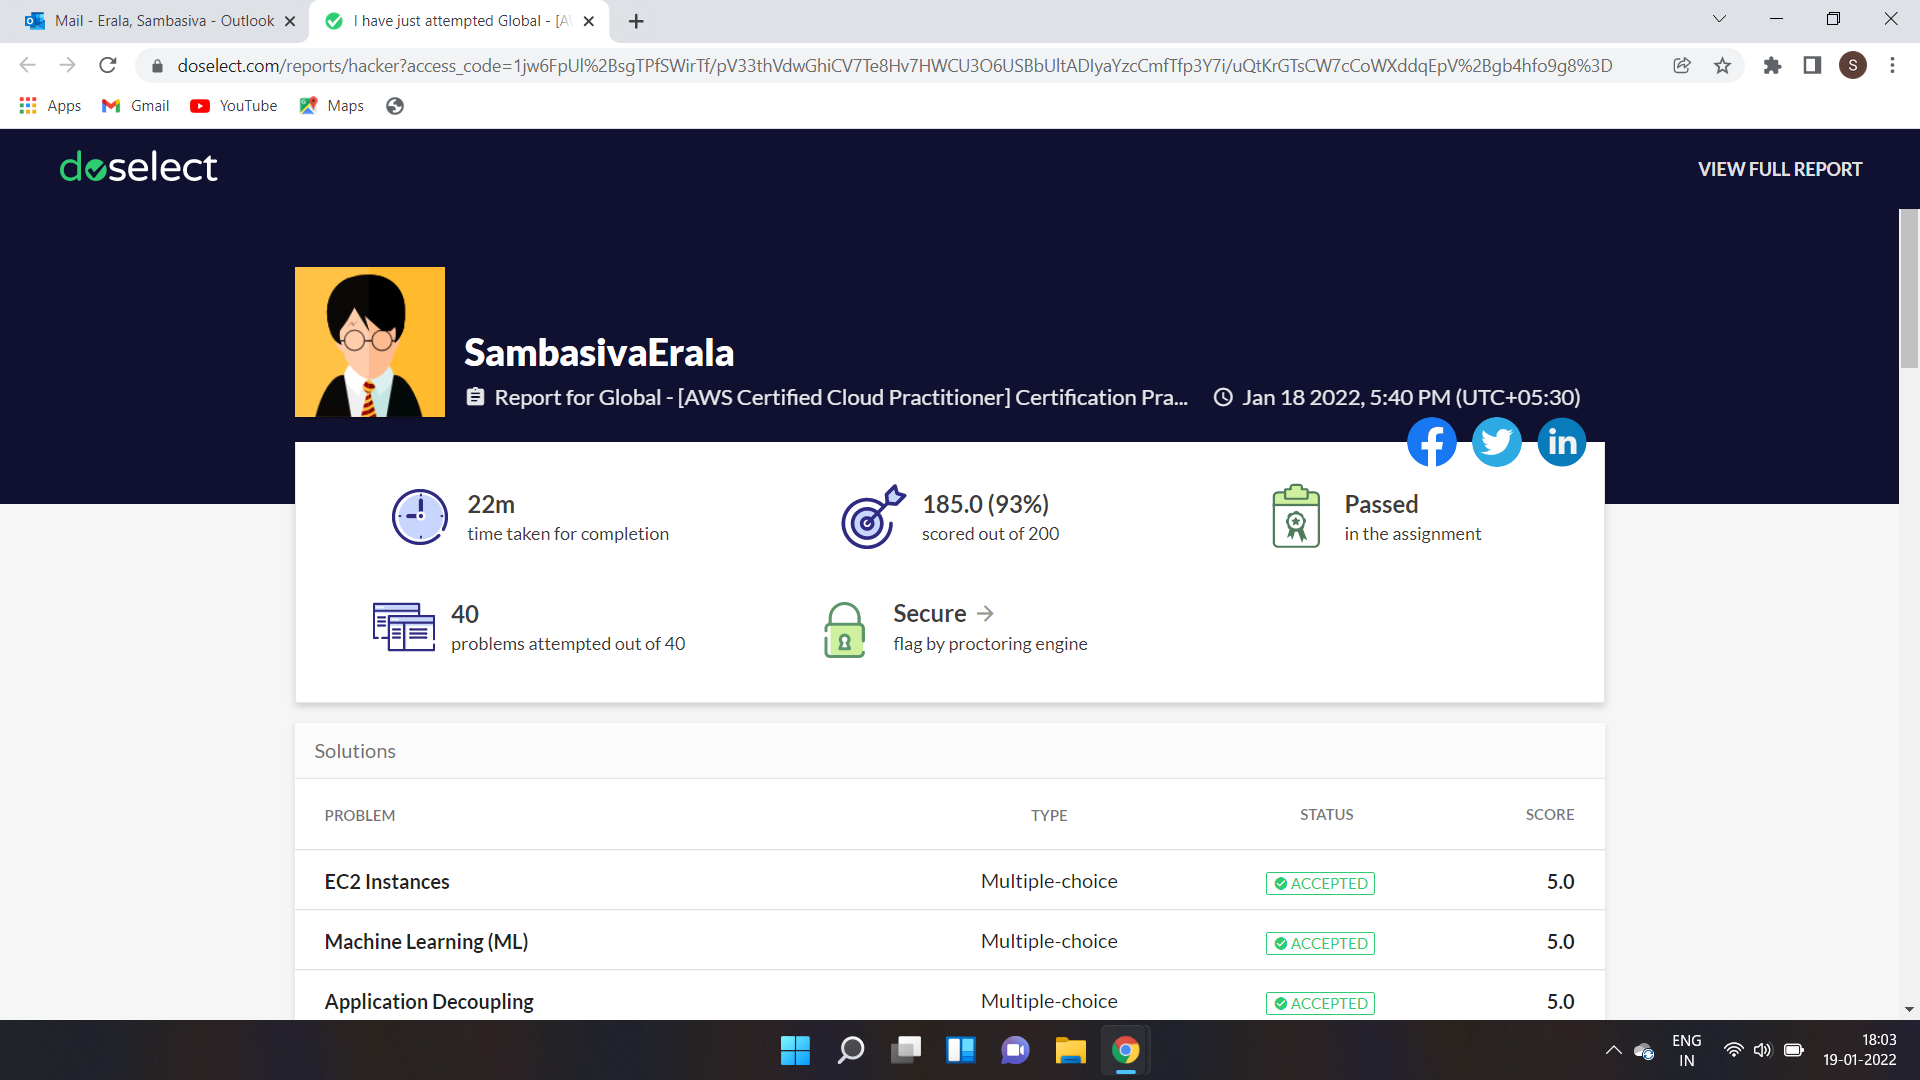 Mail - Erala, Sambasiva - Outlook
I have just attempted Global - [A
doselect.com/reports/hacker?access_code=1jw6FpUl%2BsgTPfSWirTf/pV33thVdwGhiCV7Te8Hv7HWCU3O6USBbUltADIyaYzcCmfTfp3Y7i/uQtKrGTsCW7cCoWXddqEpV%2Bgb4hfo9g8%3D
S
Apps
Gmail
YouTube
Maps
doselect
VIEW FULL REPORT
SambasivaErala
Report for Global - [AWS Certified Cloud Practitioner] Certification Pra...
Jan 18 2022, 5:40 PM (UTC+05:30)
22m
time taken for completion
185.0 (93%)
scored out of 200
Passed
in the assignment
40
problems attempted out of 40
Secure →
flag by proctoring engine
Solutions
PROBLEM TYPE STATUS SCORE
EC2 Instances Multiple-choice ACCEPTED 5.0
Machine Learning (ML) Multiple-choice ACCEPTED 5.0
Application Decoupling Multiple-choice ACCEPTED 5.0
ENG
IN
18:03
19-01-2022